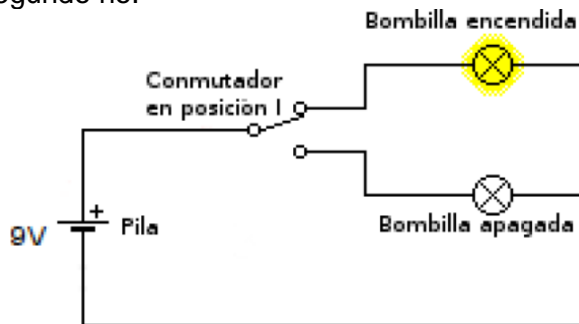 Bombilla encendida
Conmutador
en posición I
+
9V
Pila
Bombilla apagada